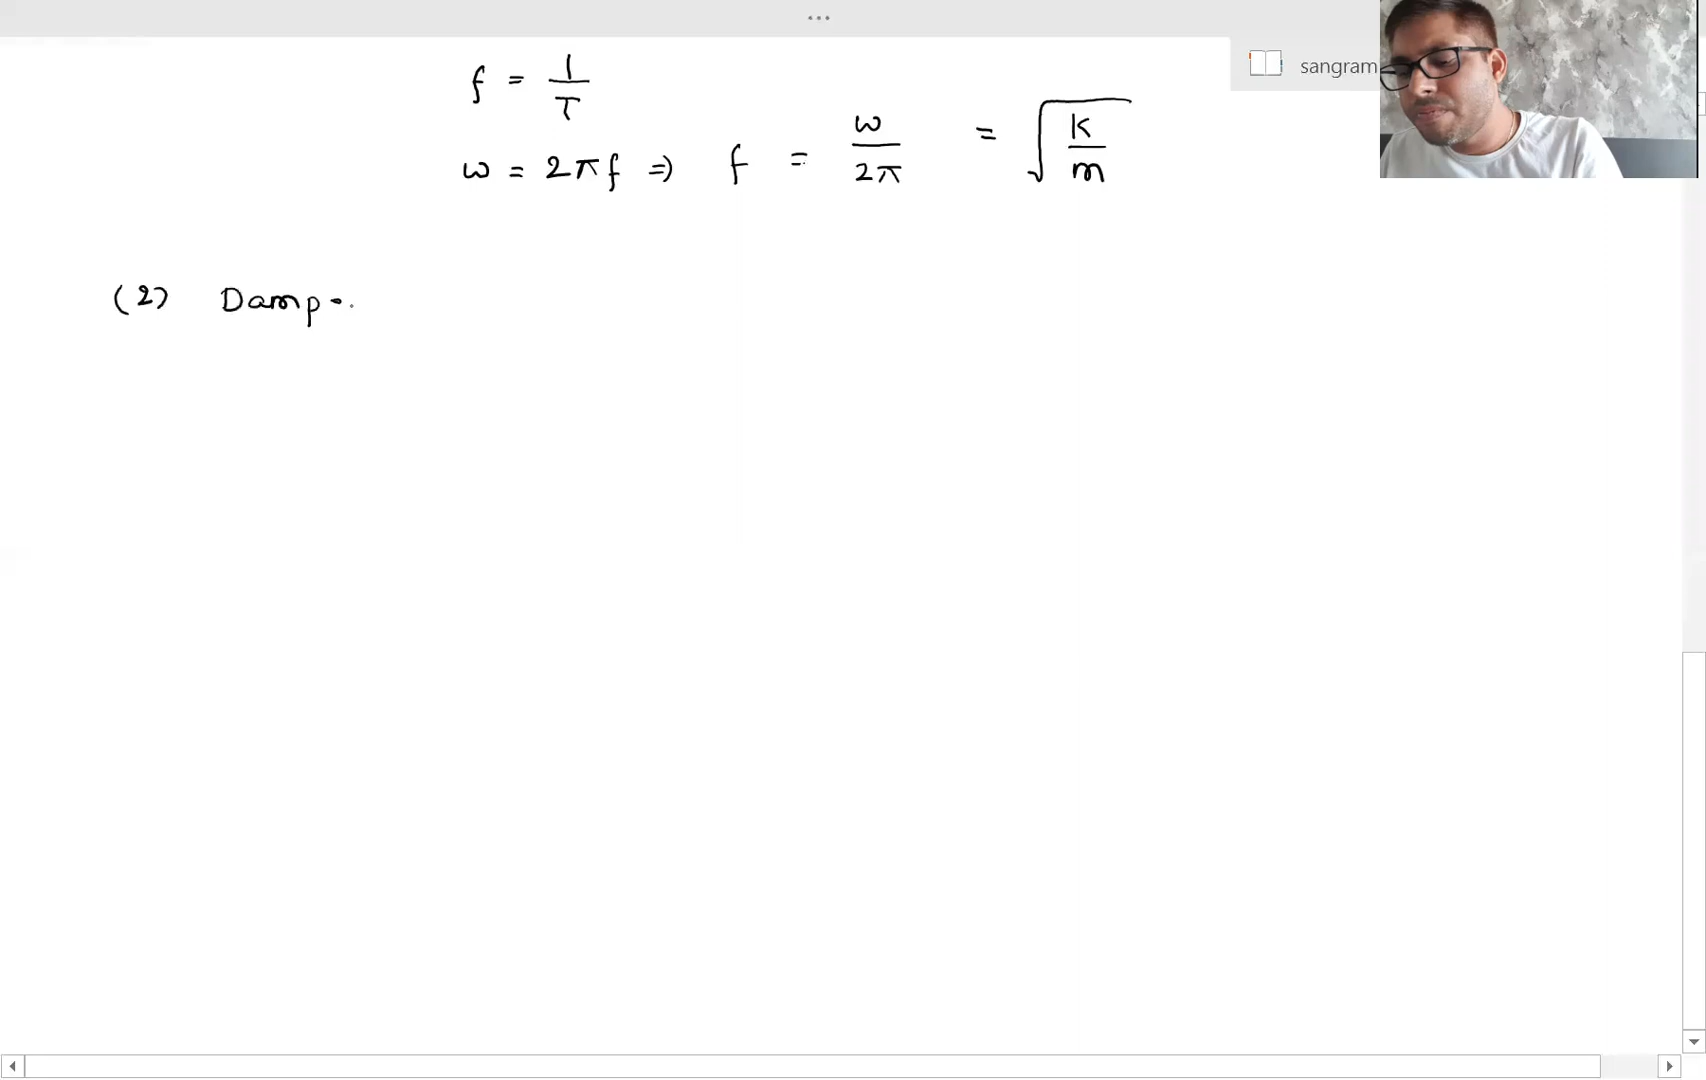 f = 1/T
ω = 2πf ⇒ f = ω/2π = √(k/m)
sangram
(2) Damp-.